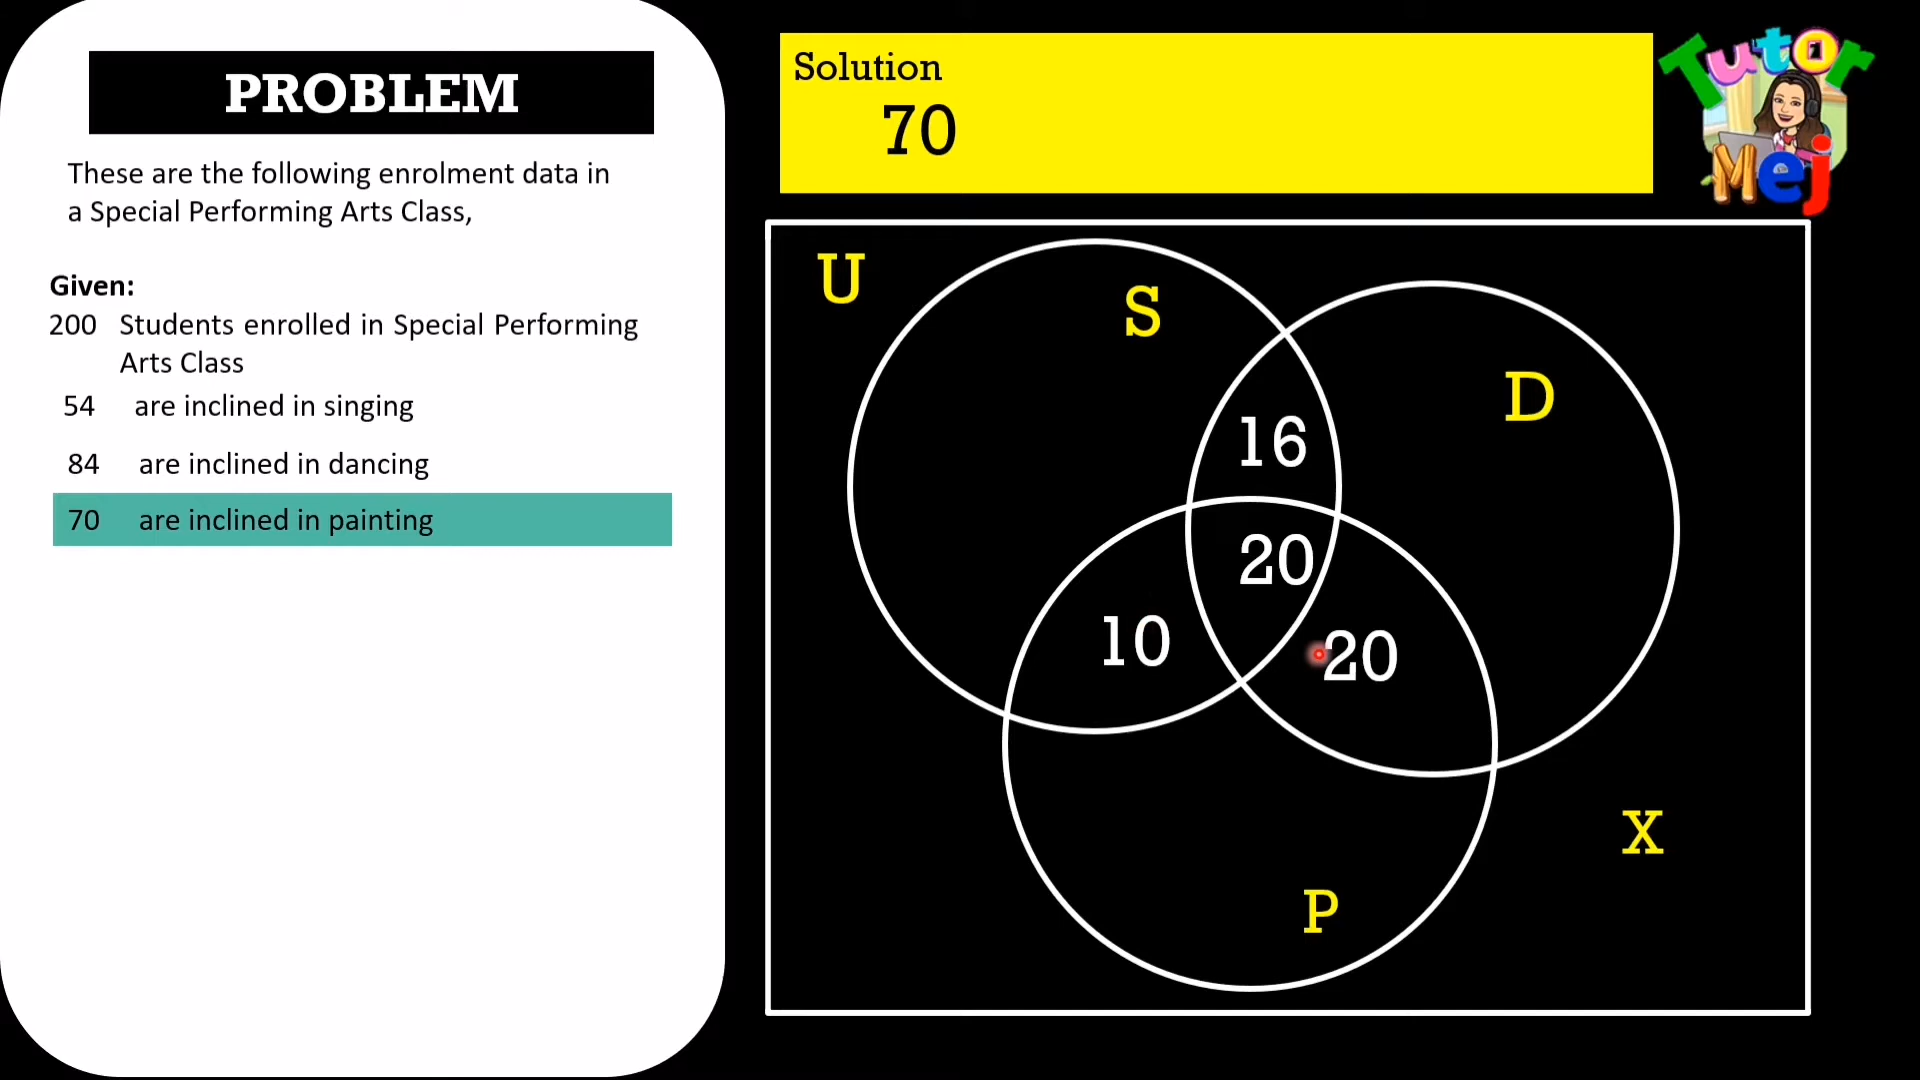 PROBLEM
These are the following enrolment data in
a Special Performing Arts Class,
Given:
200 Students enrolled in Special Performing
Arts Class
54 are inclined in singing
84 are inclined in dancing
70 are inclined in painting
Solution
70
Tutor
Mej
U
S
D
16
20
10
20
X
P